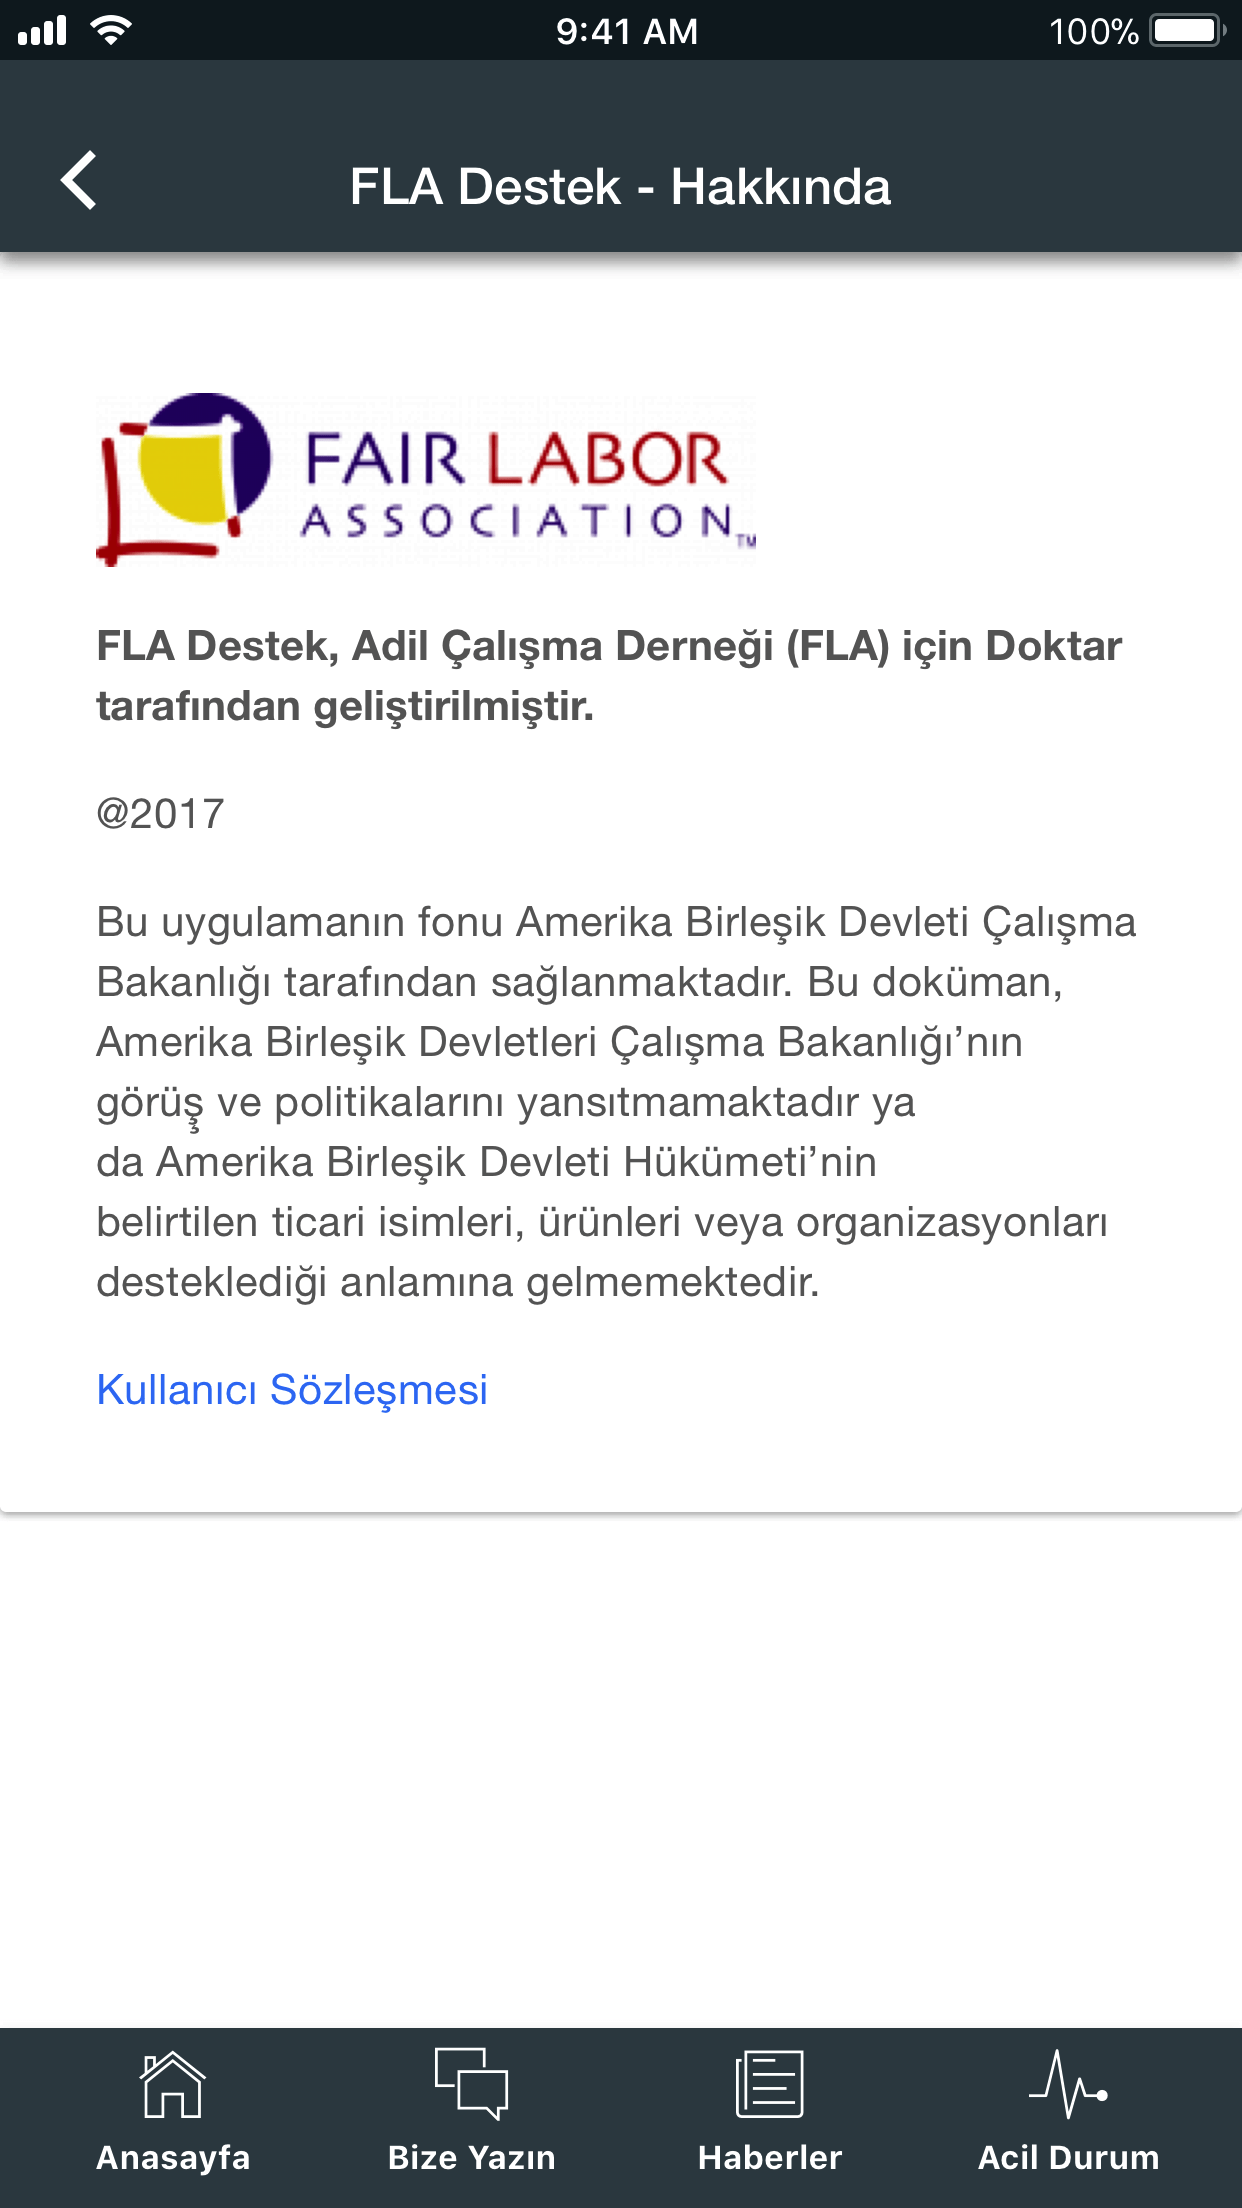 9:41 AM
100%
FLA Destek - Hakkında
FAIR LABOR
ASSOCIATION™
FLA Destek, Adil Çalışma Derneği (FLA) için Doktar
tarafından geliştirilmiştir.
@2017
Bu uygulamanın fonu Amerika Birleşik Devleti Çalışma
Bakanlığı tarafından sağlanmaktadır. Bu doküman,
Amerika Birleşik Devletleri Çalışma Bakanlığı’nın
görüş̧ ve politikalarını yansıtmamaktadır ya
da Amerika Birleşik Devleti Hükümeti’nin
belirtilen ticari isimleri, ürünleri veya organizasyonları
desteklediği anlamına gelmemektedir.
Kullanıcı Sözleşmesi
Anasayfa
Bize Yazın
Haberler
Acil Durum